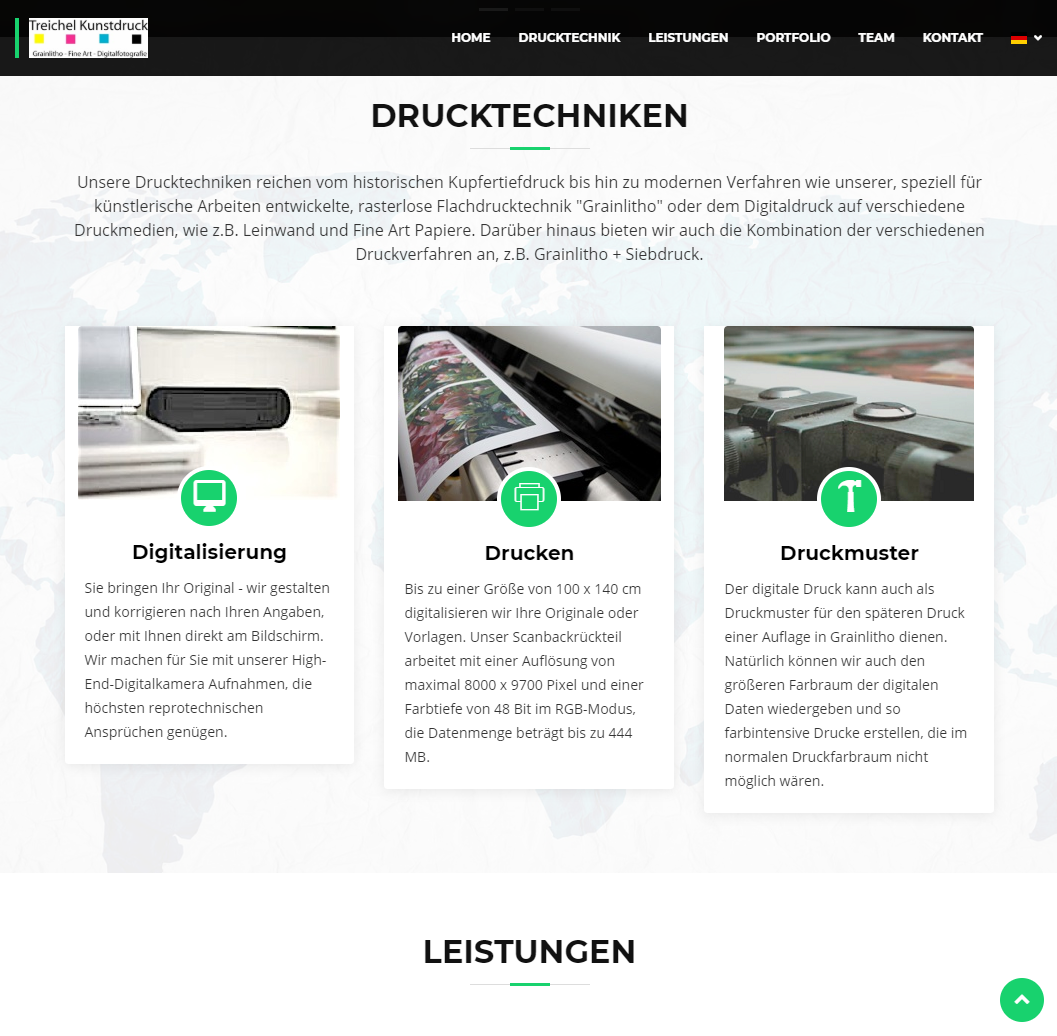 Treichel Kunstdruck
Grainlitho - Fine Art - Digitalfotografie
HOME DRUCKTECHNIK LEISTUNGEN PORTFOLIO TEAM KONTAKT
DRUCKTECHNIKEN
Unsere Drucktechniken reichen vom historischen Kupfertiefdruck bis hin zu modernen Verfahren wie unserer, speziell für
künstlerische Arbeiten entwickelte, rasterlose Flachdrucktechnik "Grainlitho" oder dem Digitaldruck auf verschiedene
Druckmedien, wie z.B. Leinwand und Fine Art Papiere. Darüber hinaus bieten wir auch die Kombination der verschiedenen
Druckverfahren an, z.B. Grainlitho + Siebdruck.
Digitalisierung
Sie bringen Ihr Original - wir gestalten
und korrigieren nach Ihren Angaben,
oder mit Ihnen direkt am Bildschirm.
Wir machen für Sie mit unserer High-
End-Digitalkamera Aufnahmen, die
höchsten reprotechnischen
Ansprüchen genügen.
Drucken
Bis zu einer Größe von 100 x 140 cm
digitalisieren wir Ihre Originale oder
Vorlagen. Unser Scanbackrückteil
arbeitet mit einer Auflösung von
maximal 8000 x 9700 Pixel und einer
Farbtiefe von 48 Bit im RGB-Modus,
die Datenmenge beträgt bis zu 444
MB.
Druckmuster
Der digitale Druck kann auch als
Druckmuster für den späteren Druck
einer Auflage in Grainlitho dienen.
Natürlich können wir auch den
größeren Farbraum der digitalen
Daten wiedergeben und so
farbintensive Drucke erstellen, die im
normalen Druckfarbraum nicht
möglich wären.
LEISTUNGEN